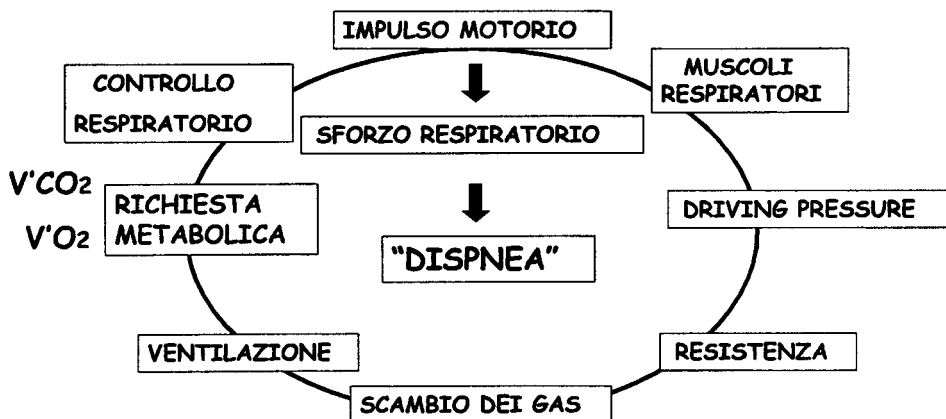 IMPULSO MOTORIO
CONTROLLO
RESPIRATORIO
MUSCOLI
RESPIRATORI
SFORZO RESPIRATORIO
V'CO2
V'O2
RICHIESTA
METABOLICA
DRIVING PRESSURE
"DISPNEA"
VENTILAZIONE
RESISTENZA
SCAMBIO DEI GAS